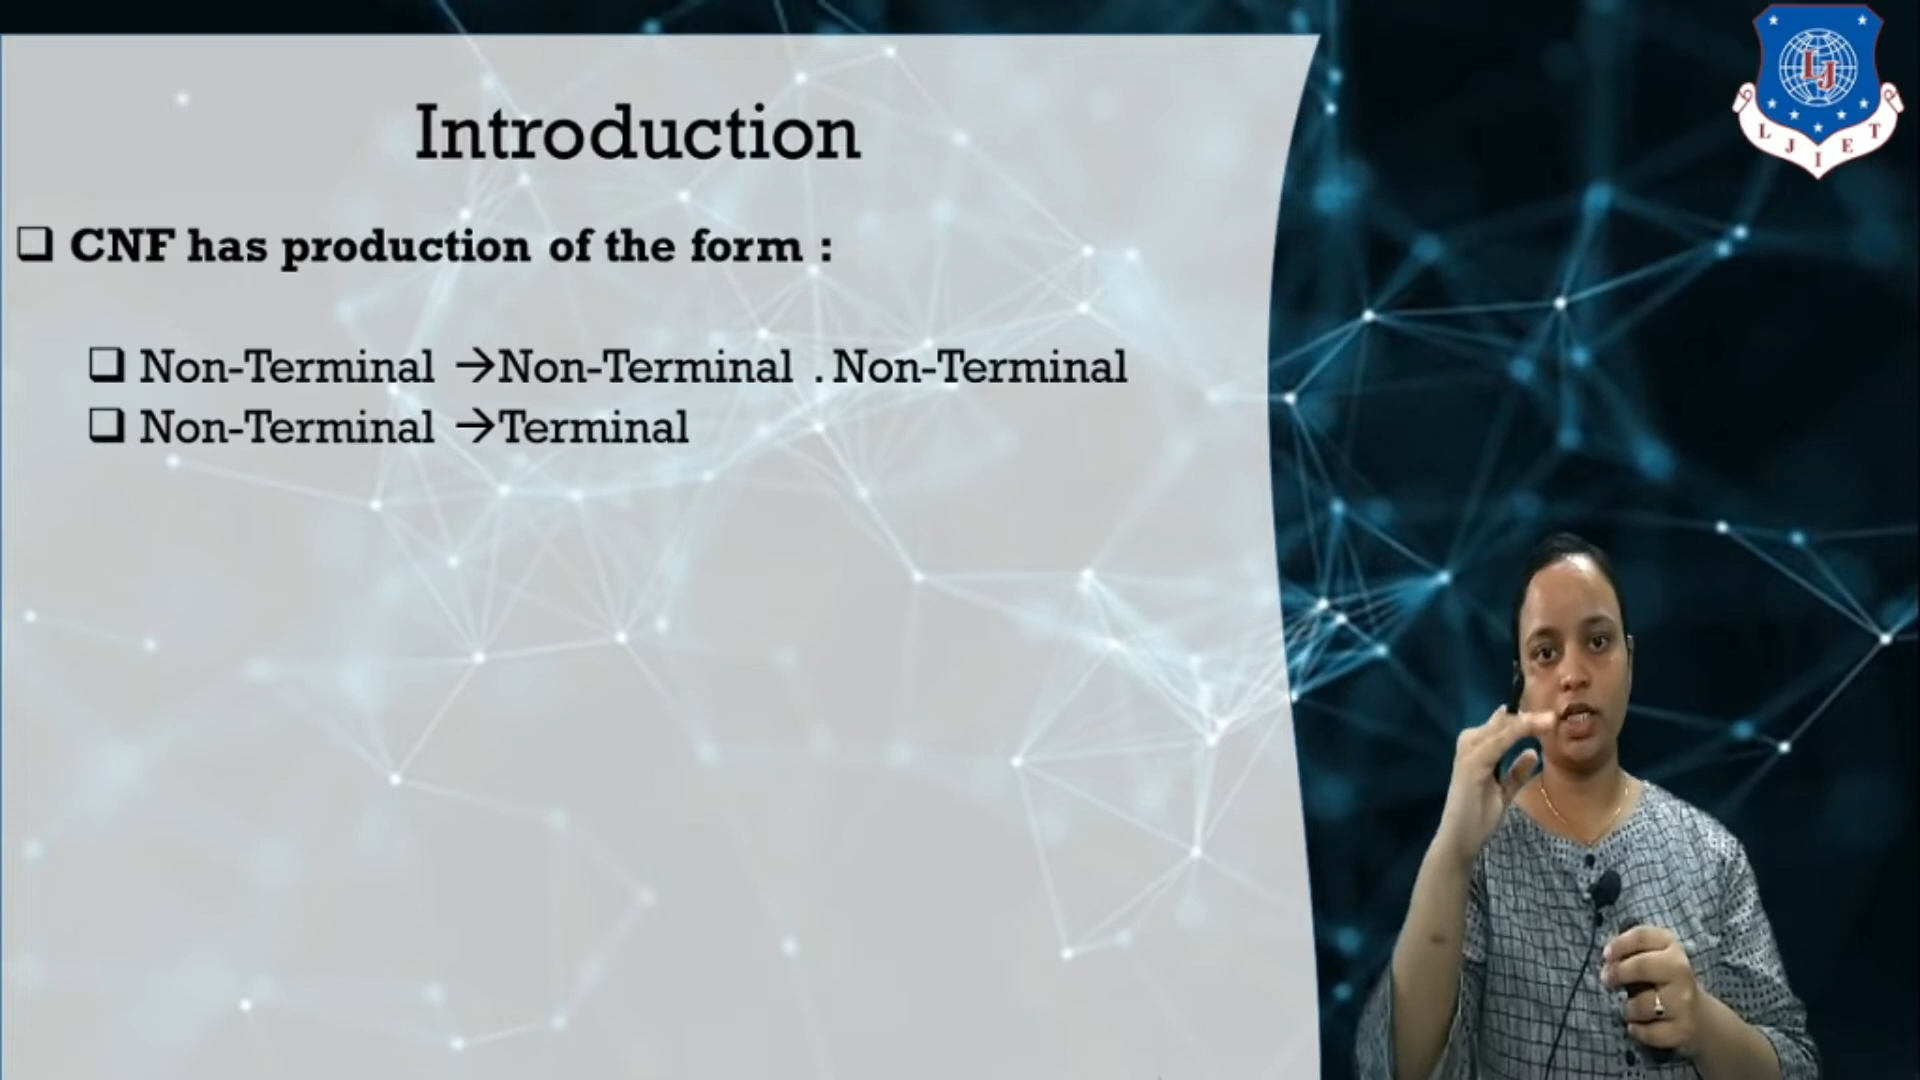 Introduction
CNF has production of the form :
Non-Terminal →Non-Terminal . Non-Terminal
Non-Terminal →Terminal
LJ
L J I E T